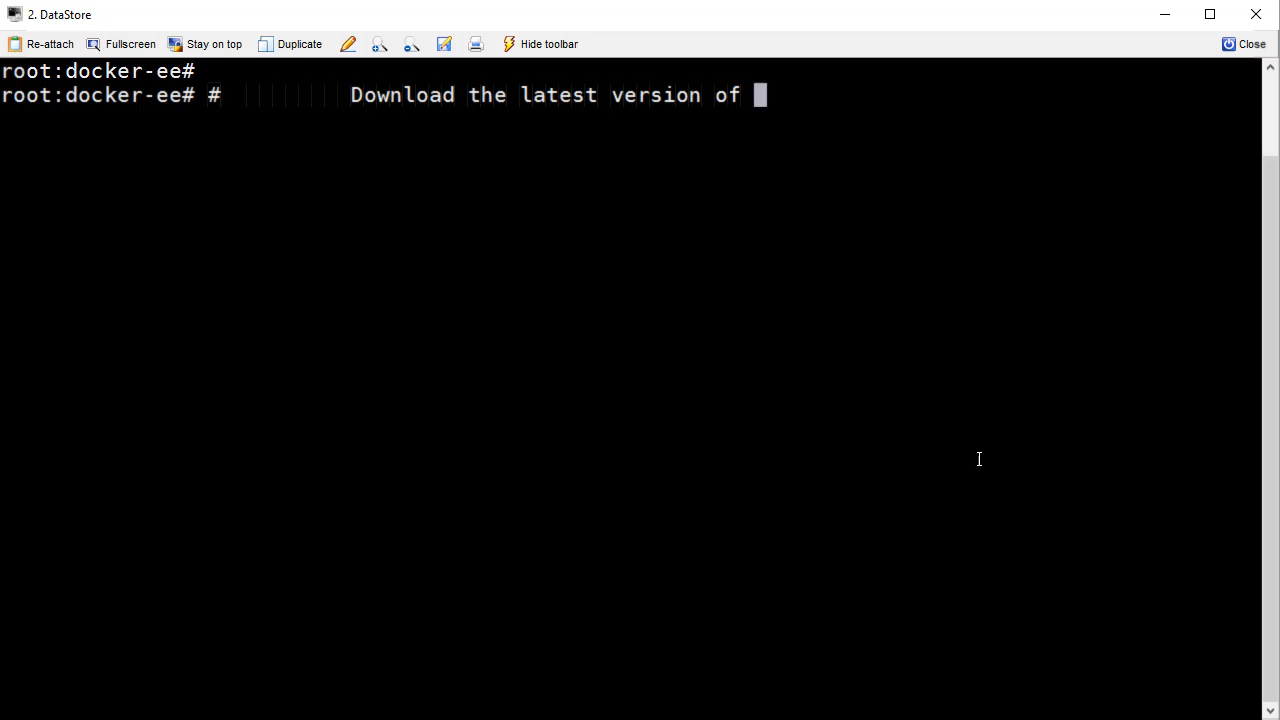 2. DataStore
Re-attach Fullscreen Stay on top Duplicate Hide toolbar Close
root:docker-ee#
root:docker-ee# # Download the latest version of